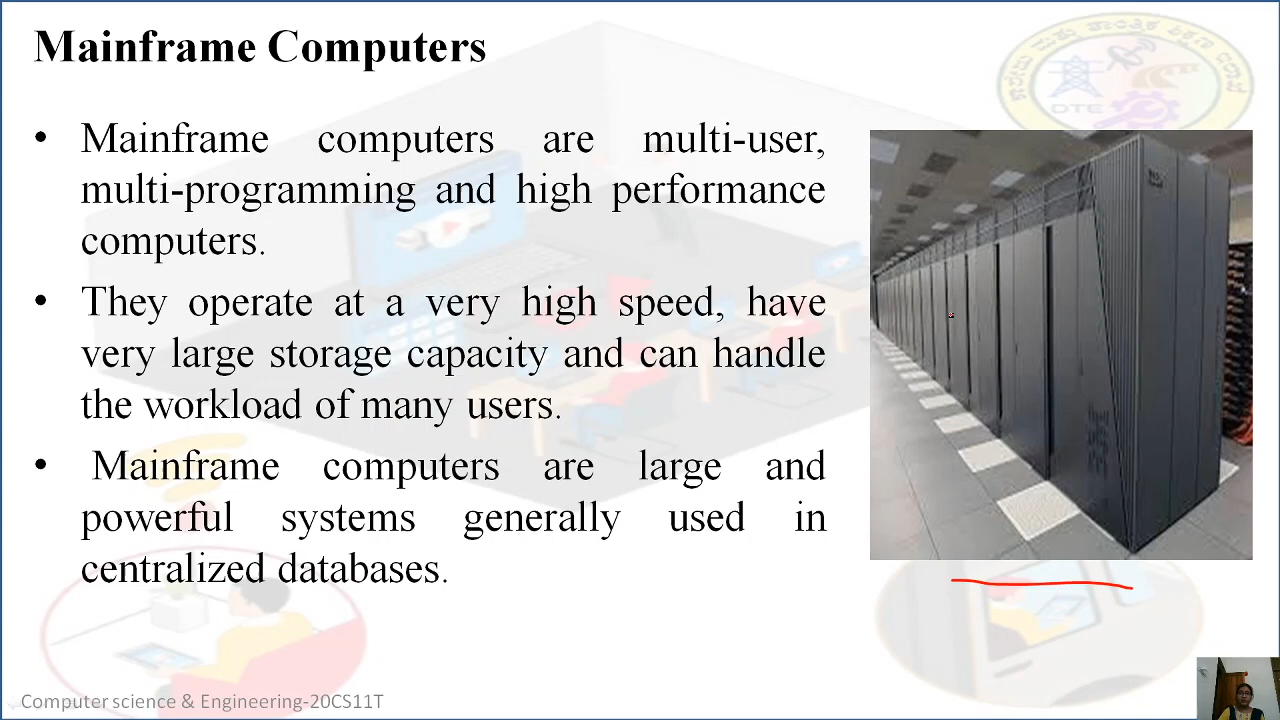 Mainframe Computers
• Mainframe computers are multi-user,
multi-programming and high performance
computers.
• They operate at a very high speed, have
very large storage capacity and can handle
the workload of many users.
• Mainframe computers are large and
powerful systems generally used in
centralized databases.
DTE
Computer science & Engineering-20CS11T